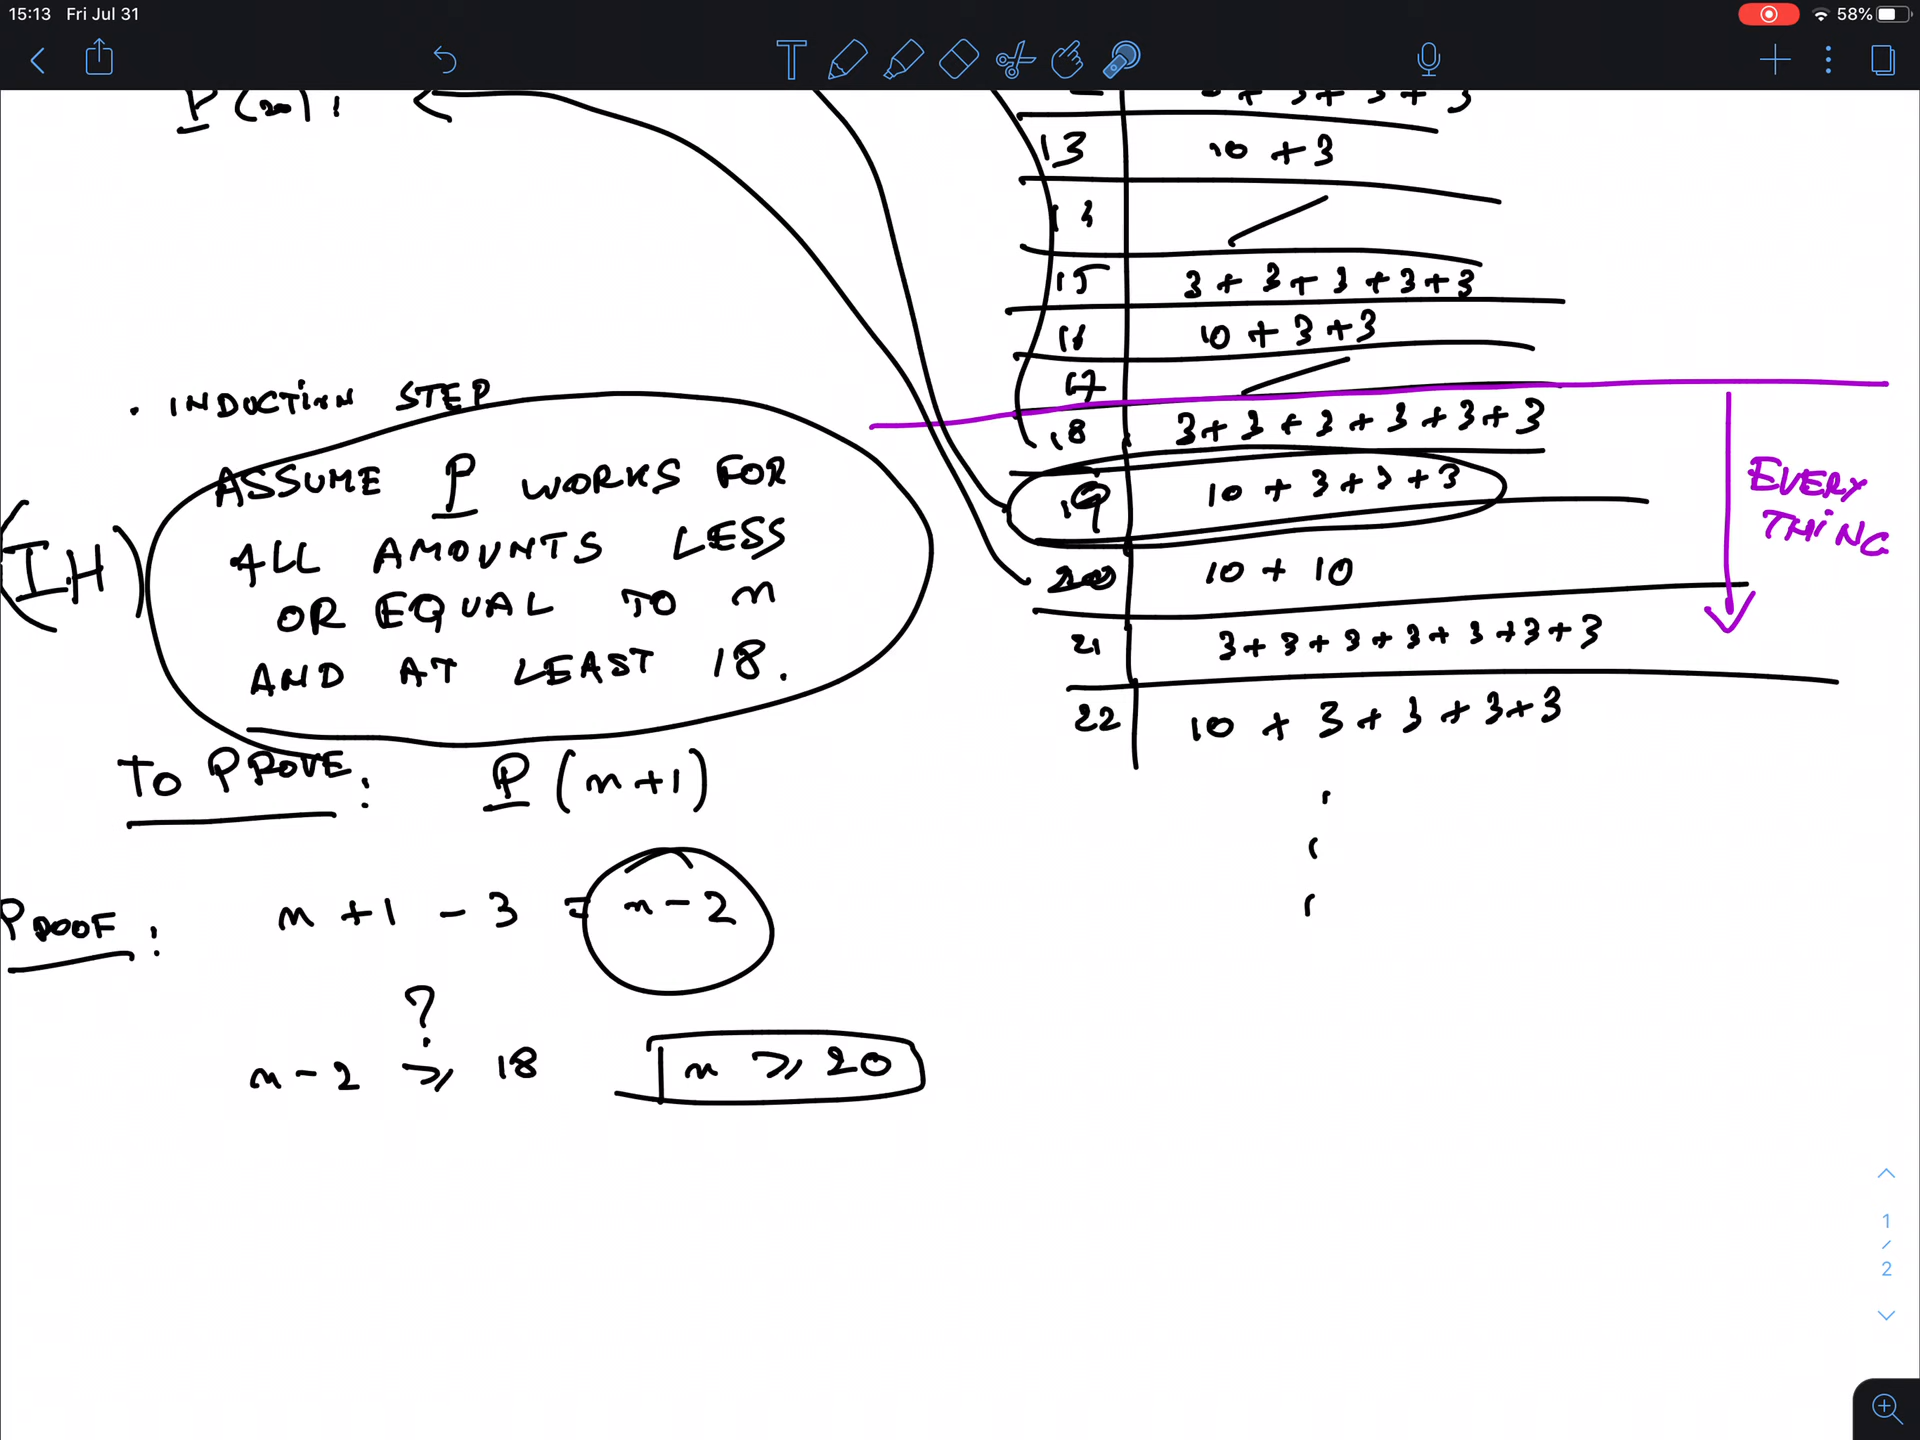 15:13 Fri Jul 31
58%
P (20) :
13 10 + 3
15 3 + 3 + 3 + 3 + 3
16 10 + 3 + 3
17
18 3 + 3 + 3 + 3 + 3 + 3
19 10 + 3 + 3 + 3
20 10 + 10
21 3 + 3 + 3 + 3 + 3 + 3 + 3
22 10 + 3 + 3 + 3 + 3
EVERY
THING
. INDUCTION STEP
(IH)
ASSUME P WORKS FOR
ALL AMOUNTS LESS
OR EQUAL TO n
AND AT LEAST 18.
TO PROVE: P (n+1)
PROOF: n + 1 - 3 = n - 2
?
n - 2 ⩾ 18 n ⩾ 20
1
/
2